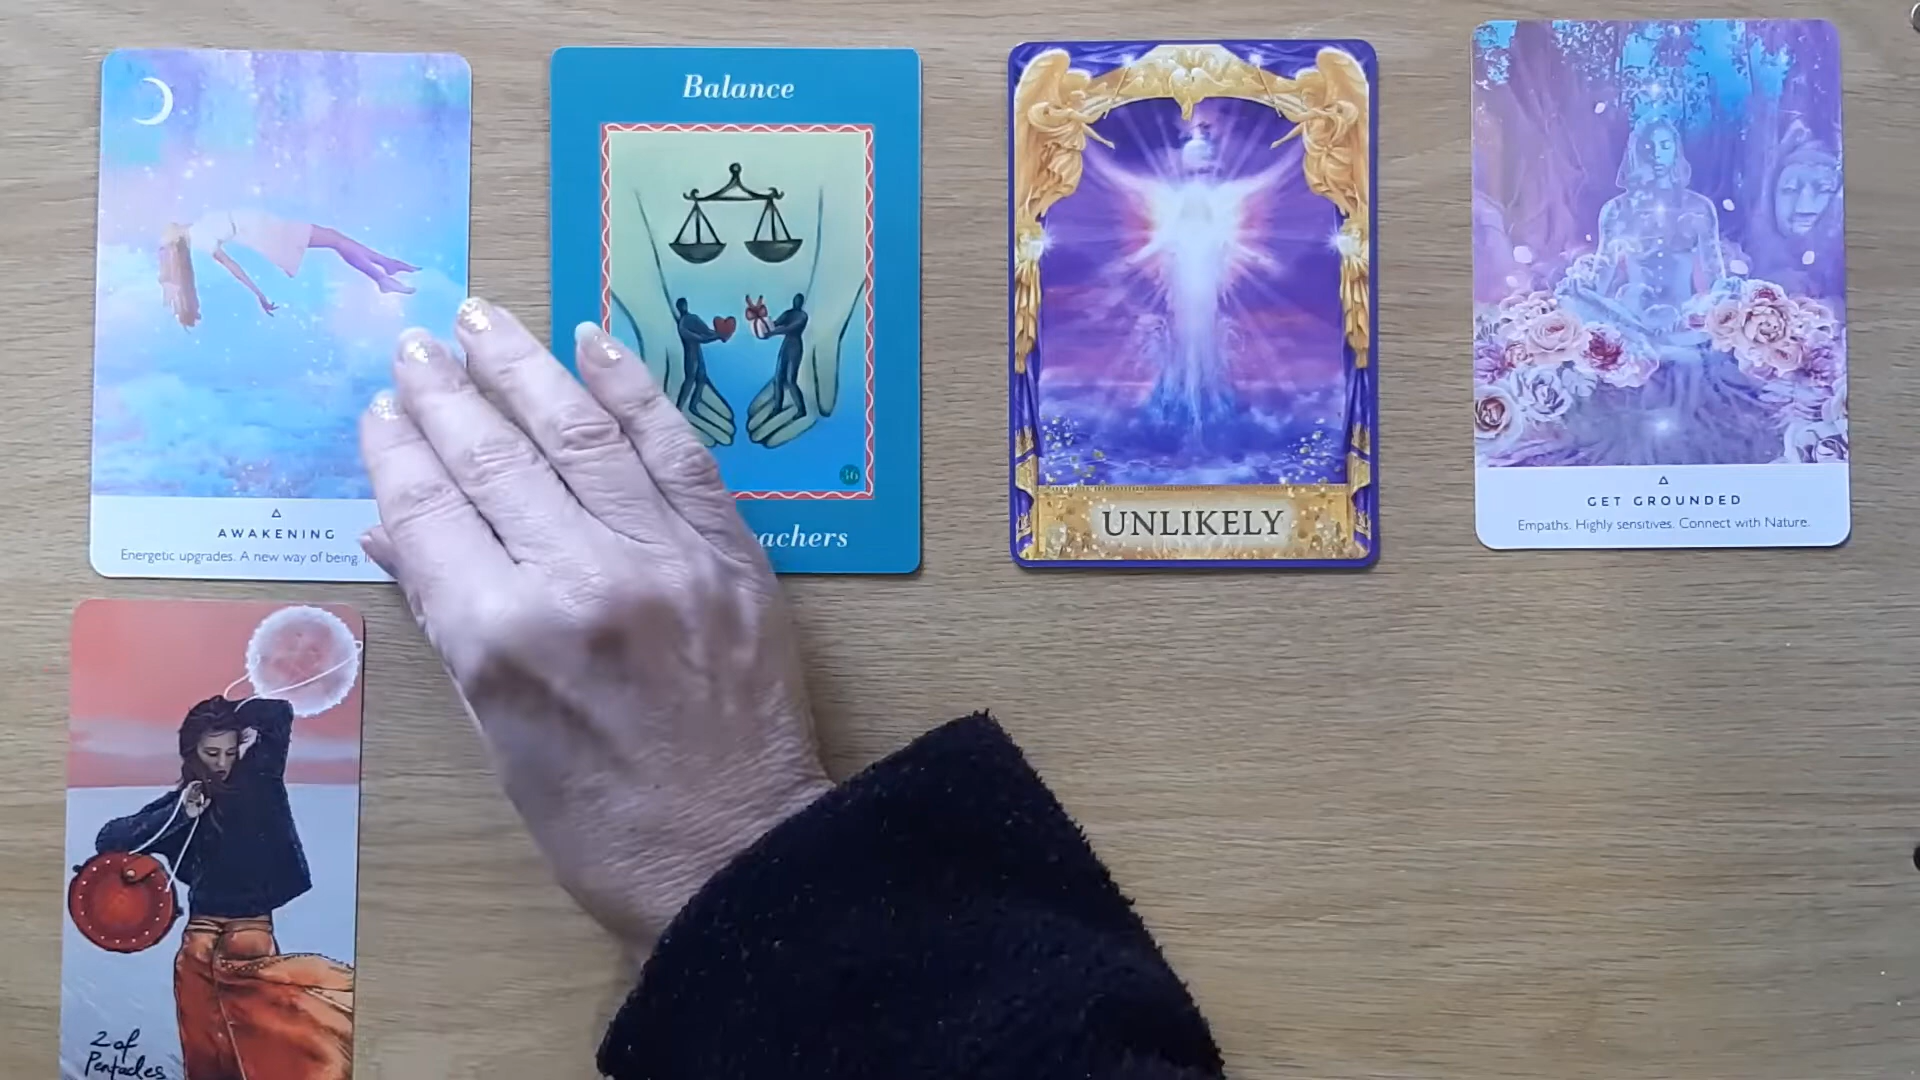 AWAKENING
Energetic upgrades. A new way of being.
Balance
36
UNLIKELY
GET GROUNDED
Empaths. Highly sensitives. Connect with Nature.
2 of
Pentacles